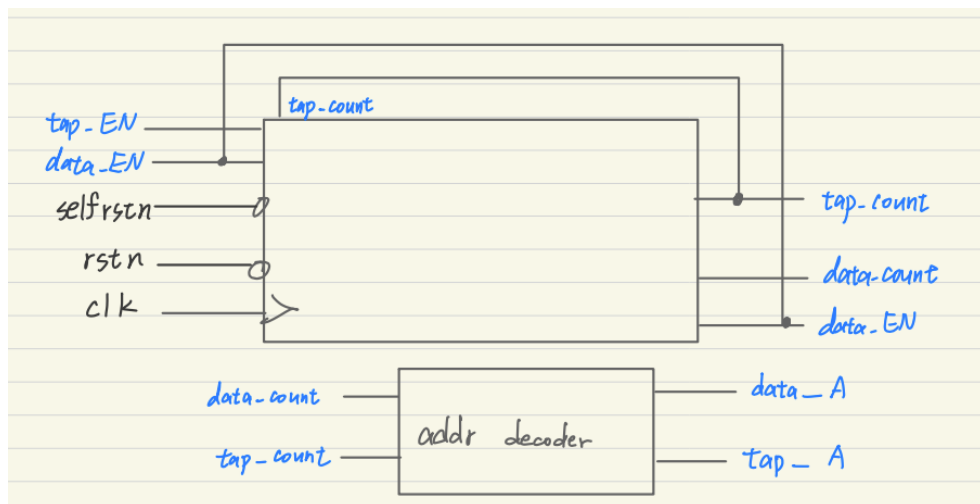 tap_count
tap_EN
data_EN
selfrstn
rstn
clk
tap_count
data_count
data_EN
data_count
tap_count
addr decoder
data_A
tap_A